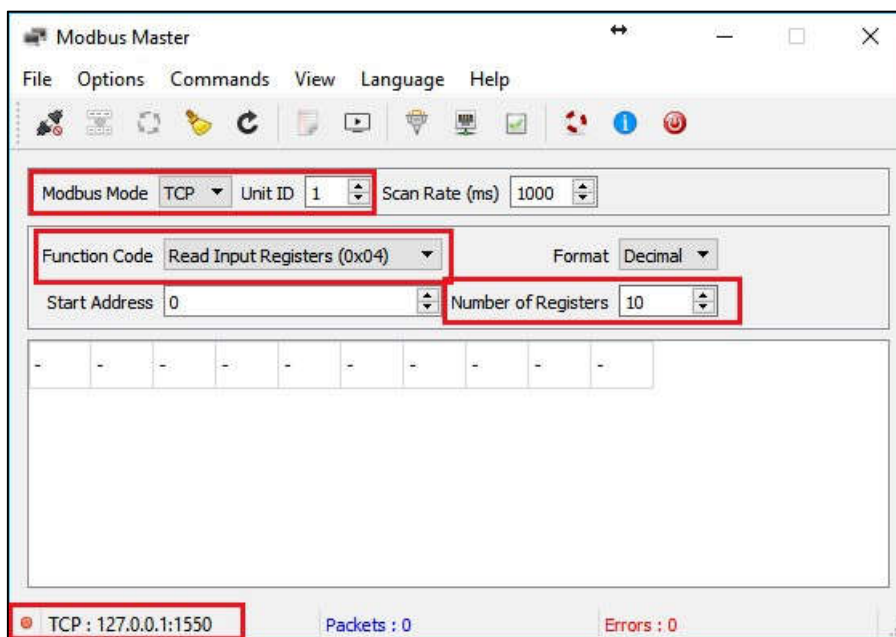 Modbus Master
File Options Commands View Language Help
Modbus Mode TCP Unit ID 1 Scan Rate (ms) 1000
Function Code Read Input Registers (0x04) Format Decimal
Start Address 0 Number of Registers 10
- - - - - - - - - -
TCP : 127.0.0.1:1550 Packets : 0 Errors : 0